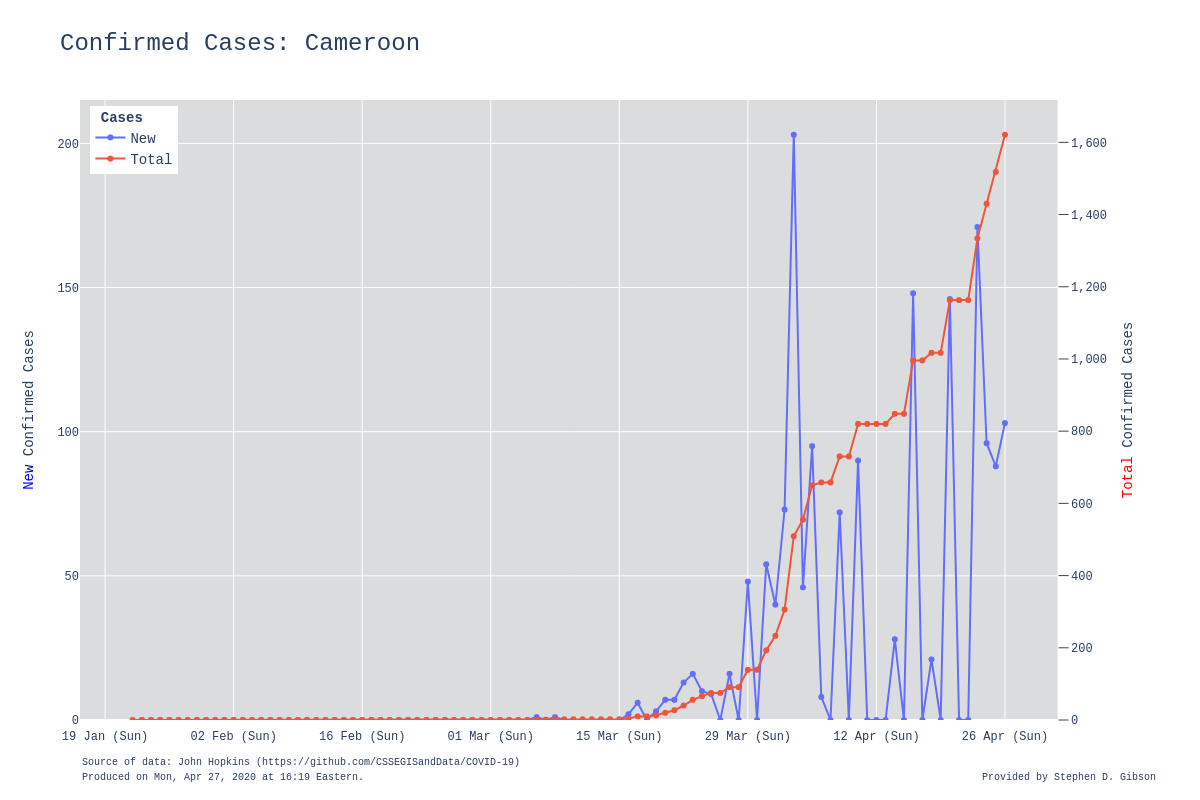 Confirmed Cases: Cameroon
Cases
New
Total
200
150
100
50
0
1,600
1,400
1,200
1,000
800
600
400
200
0
New Confirmed Cases
Total Confirmed Cases
19 Jan (Sun) 02 Feb (Sun) 16 Feb (Sun) 01 Mar (Sun) 15 Mar (Sun) 29 Mar (Sun) 12 Apr (Sun) 26 Apr (Sun)
Source of data: John Hopkins (https://github.com/CSSEGISandData/COVID-19)
Produced on Mon, Apr 27, 2020 at 16:19 Eastern.
Provided by Stephen D. Gibson